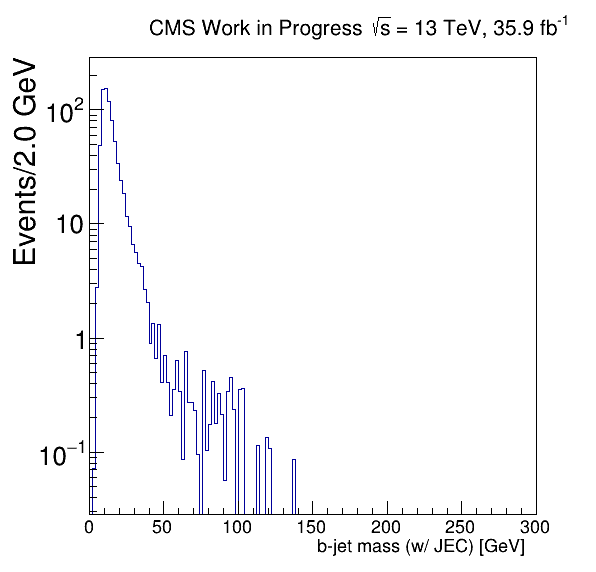 CMS Work in Progress √s = 13 TeV, 35.9 fb⁻¹
Events/2.0 GeV
10²
10
1
10⁻¹
0 50 100 150 200 250 300
b-jet mass (w/ JEC) [GeV]